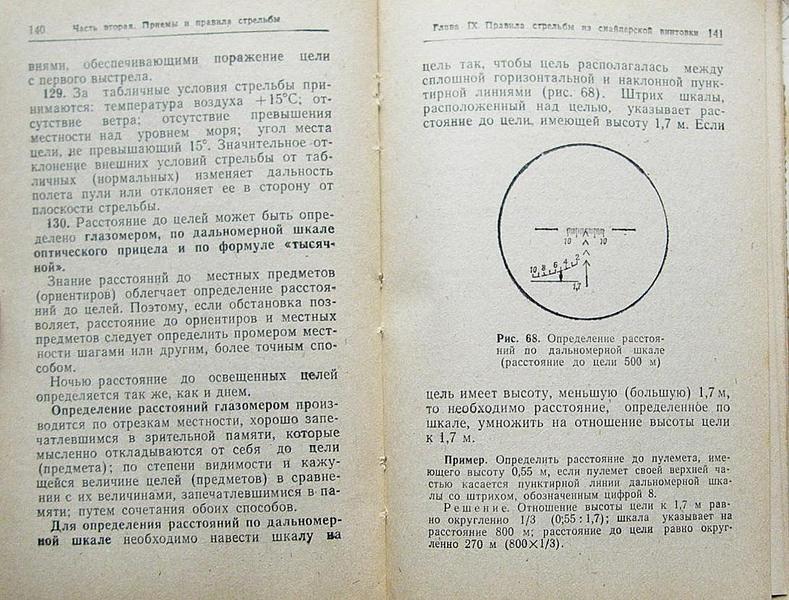 140 Часть вторая. Приемы и правила стрельбы
виями, обеспечивающими поражение цели
с первого выстрела.
129. За табличные условия стрельбы при-
нимаются: температура воздуха +15°С; от-
сутствие ветра; отсутствие превышения
местности над уровнем моря; угол места
цели, не превышающий 15°. Значительное от-
клонение внешних условий стрельбы от таб-
личных (нормальных) изменяет дальность
полета пули или отклоняет ее в сторону от
плоскости стрельбы.
130. Расстояние до целей может быть опре-
делено глазомером, по дальномерной шкале
оптического прицела и по формуле «тысяч-
ной».
Знание расстояний до местных предметов
(ориентиров) облегчает определение расстоя-
ний до целей. Поэтому, если обстановка поз-
воляет, расстояние до ориентиров и местных
предметов следует определить промером мест-
ности шагами или другим, более точным спо-
собом.
Ночью расстояние до освещенных целей
определяется так же, как и днем.
Определение расстояний глазомером произ-
водится по отрезкам местности, хорошо запе-
чатлевшимся в зрительной памяти, которые
мысленно откладываются от себя до цели
(предмета); по степени видимости и кажу-
щейся величине целей (предметов) в сравне-
нии с их величинами, запечатлевшимися в па-
мяти; путем сочетания обоих способов.
Для определения расстояний по дальномер-
ной шкале необходимо навести шкалу на
Глава IX. Правила стрельбы из снайперской винтовки 141
цель так, чтобы цель располагалась между
сплошной горизонтальной и наклонной пунк-
тирной линиями (рис. 68). Штрих шкалы,
расположенный над целью, указывает рас-
стояние до цели, имеющей высоту 1,7 м. Если
10 10
10 8 6 4 2
1,7
Рис. 68. Определение расстоя-
ний по дальномерной шкале
(расстояние до цели 500 м)
цель имеет высоту, меньшую (большую) 1,7 м,
то необходимо расстояние, определенное по
шкале, умножить на отношение высоты цели
к 1,7 м.
Пример. Определить расстояние до пулемета, име-
ющего высоту 0,55 м, если пулемет своей верхней ча-
стью касается пунктирной линии дальномерной шка-
лы со штрихом, обозначенным цифрой 8.
Решение. Отношение высоты цели к 1,7 м рав-
но округленно 1/3 (0,55 : 1,7); шкала указывает на
расстояние 800 м; расстояние до цели равно округ-
ленно 270 м (800×1/3).